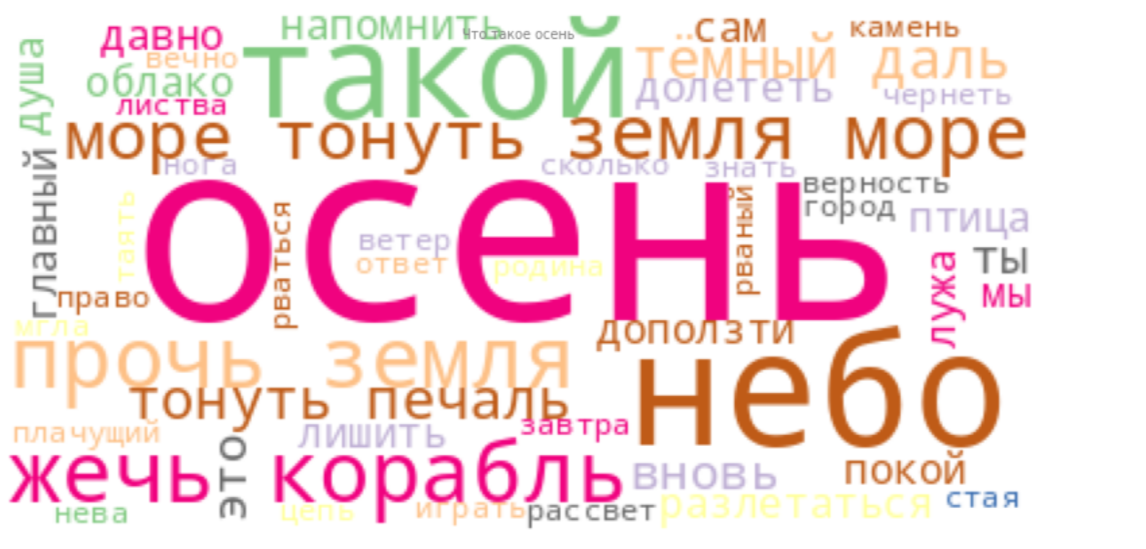 напомнить
что такое осень
сам
камень
давно
такой
тёмный
даль
вечно
облако
долететь
чернеть
листва
душа
море
тонуть
земля
море
нога
сколько
знать
главный
осень
верность
город
птица
таять
рваться
ветер
ответ
родина
рваный
ты
мы
лужа
право
мгла
доползти
прочь
земля
небо
тонуть
печаль
плачущий
это
лишить
завтра
жечь
корабль
вновь
покой
нева
цепь
играть
рассвет
разлетаться
стая